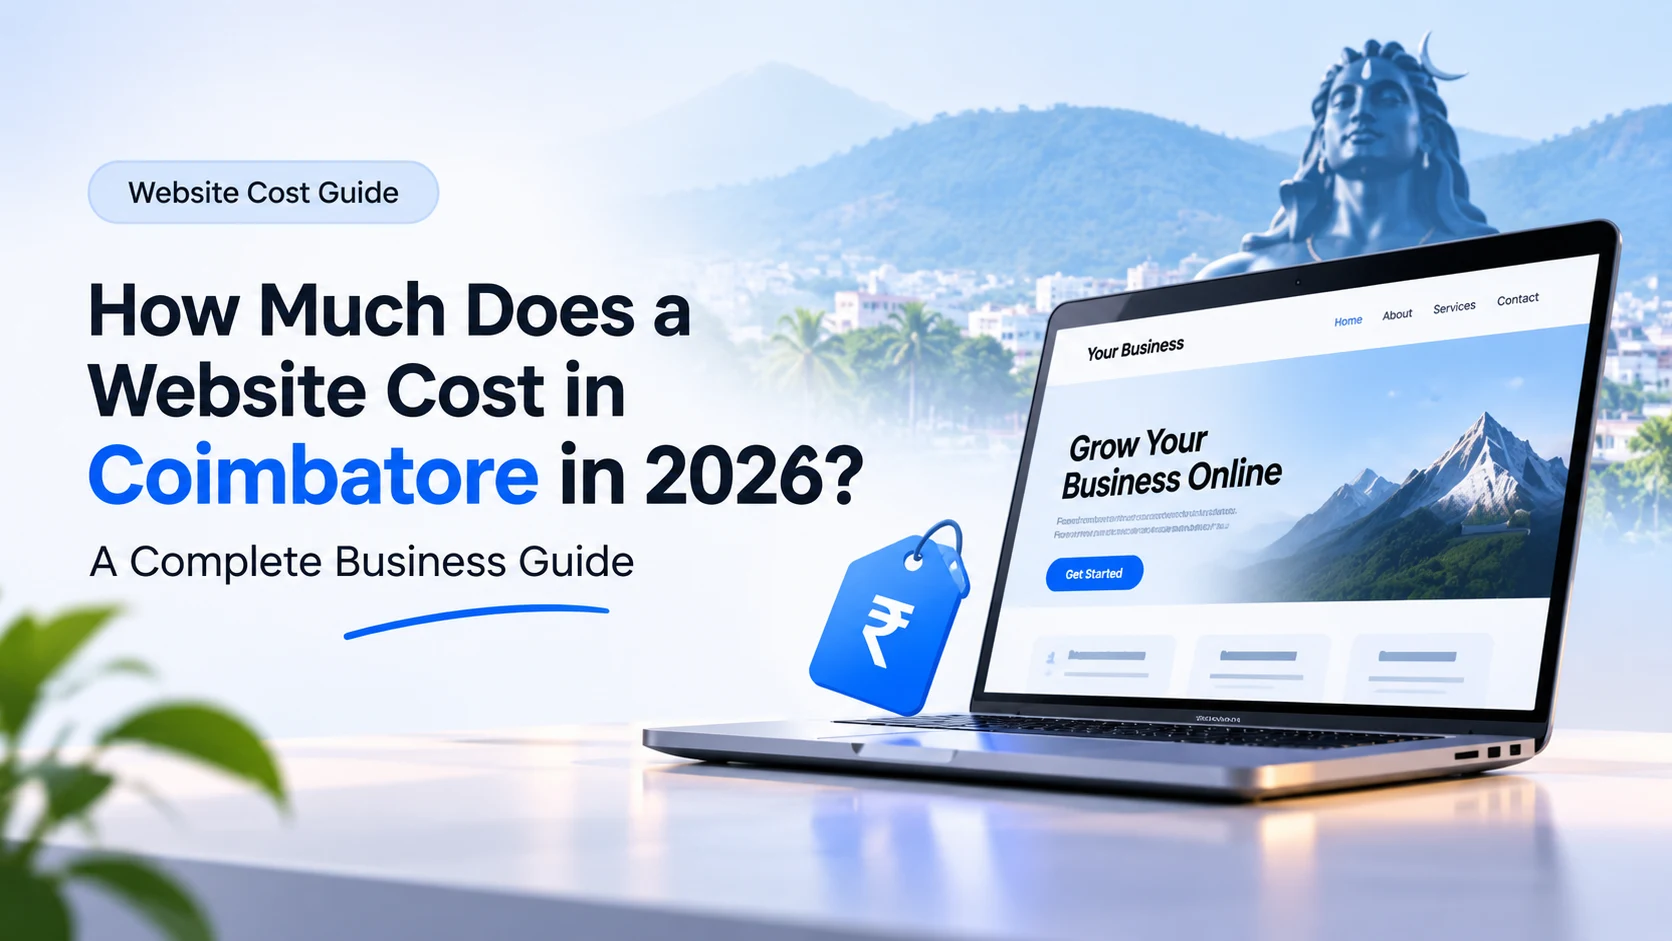 Website Cost Guide
How Much Does a
Website Cost in
Coimbatore in 2026?
A Complete Business Guide
₹
Your Business
Home About Services Contact
Grow Your
Business Online
Get Started